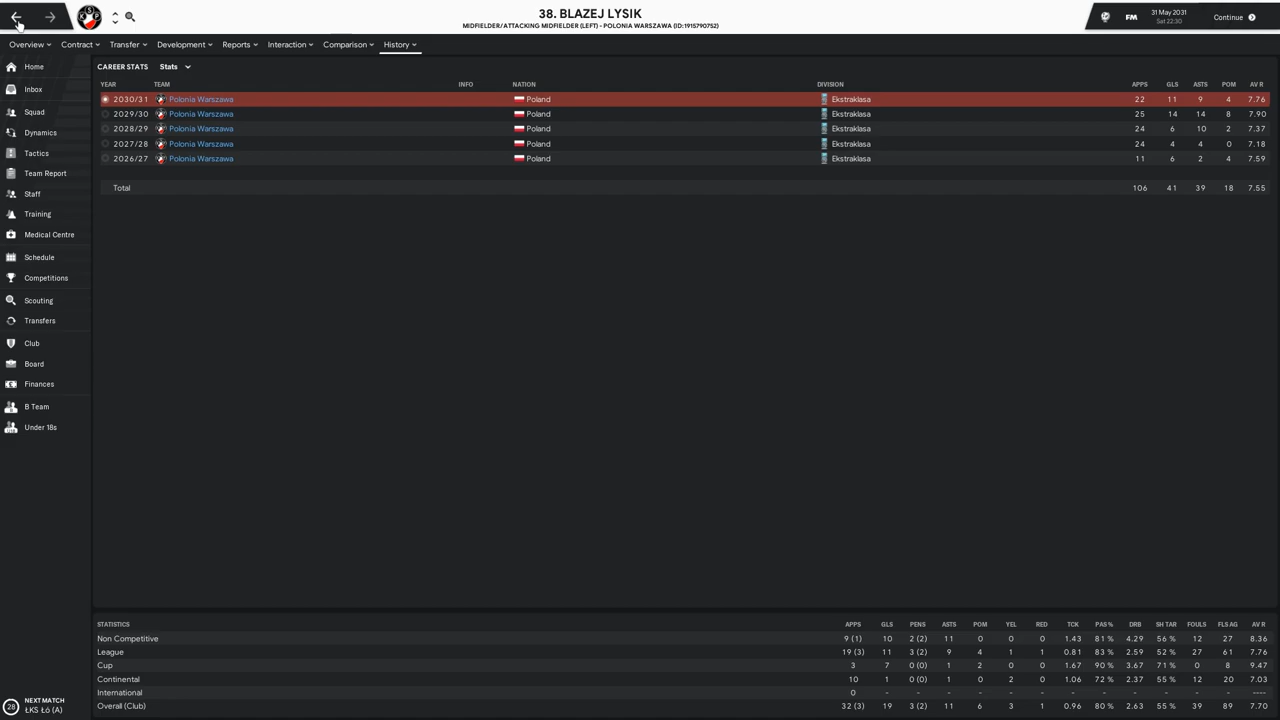 38. BLAZEJ LYSIK
MIDFIELDER/ATTACKING MIDFIELDER (LEFT) - POLONIA WARSZAWA (ID:1915790752)
FM 31 May 2031 Sat 22:30 Continue
Overview Contract Transfer Development Reports Interaction Comparison History
Home
Inbox
Squad
Dynamics
Tactics
Team Report
Staff
Training
Medical Centre
Schedule
Competitions
Scouting
Transfers
Club
Board
Finances
B Team
Under 18s
NEXT MATCH
28 ŁKS Łó (A)
CAREER STATS Stats
YEAR TEAM INFO NATION DIVISION APPS GLS ASTS POM AV R
2030/31 Polonia Warszawa Poland Ekstraklasa 22 11 9 4 7.76
2029/30 Polonia Warszawa Poland Ekstraklasa 25 14 14 8 7.90
2028/29 Polonia Warszawa Poland Ekstraklasa 24 6 10 2 7.37
2027/28 Polonia Warszawa Poland Ekstraklasa 24 4 4 0 7.18
2026/27 Polonia Warszawa Poland Ekstraklasa 11 6 2 4 7.59
Total 106 41 39 18 7.55
STATISTICS APPS GLS PENS ASTS POM YEL RED TCK PAS % DRB SH TAR FOULS FLS AG AV R
Non Competitive 9 (1) 10 2 (2) 11 0 0 0 1.43 81 % 4.29 56 % 12 27 8.36
League 19 (3) 11 3 (2) 9 4 1 1 0.81 83 % 2.59 52 % 27 61 7.76
Cup 3 7 0 (0) 1 2 0 0 1.67 90 % 3.67 71 % 0 8 9.47
Continental 10 1 0 (0) 1 0 2 0 1.06 72 % 2.37 55 % 12 20 7.03
International 0 - - - - - - - - - - - - ----
Overall (Club) 32 (3) 19 3 (2) 11 6 3 1 0.96 80 % 2.63 55 % 39 89 7.70